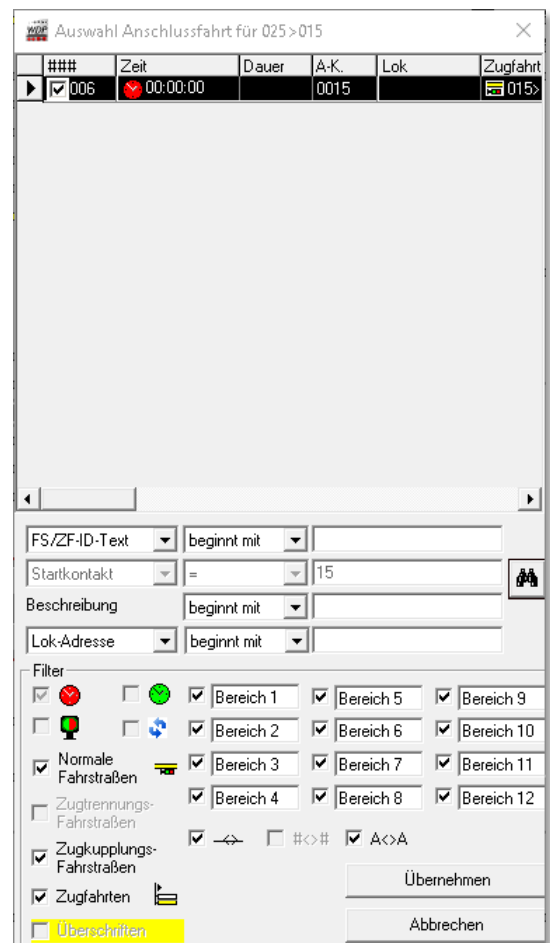 WDP Auswahl Anschlussfahrt für 025>015
### Zeit Dauer A-K. Lok Zugfahrt
006 00:00:00 0015 015>
FS/ZF-ID-Text beginnt mit
Startkontakt = 15
Beschreibung beginnt mit
Lok-Adresse beginnt mit
Filter
Bereich 1 Bereich 5 Bereich 9
Bereich 2 Bereich 6 Bereich 10
Normale
Fahrstraßen
Bereich 3 Bereich 7 Bereich 11
Zugtrennungs-
Fahrstraßen
Bereich 4 Bereich 8 Bereich 12
Zugkupplungs-
Fahrstraßen
#<># A<>A
Zugfahrten
Übernehmen
Überschriften
Abbrechen